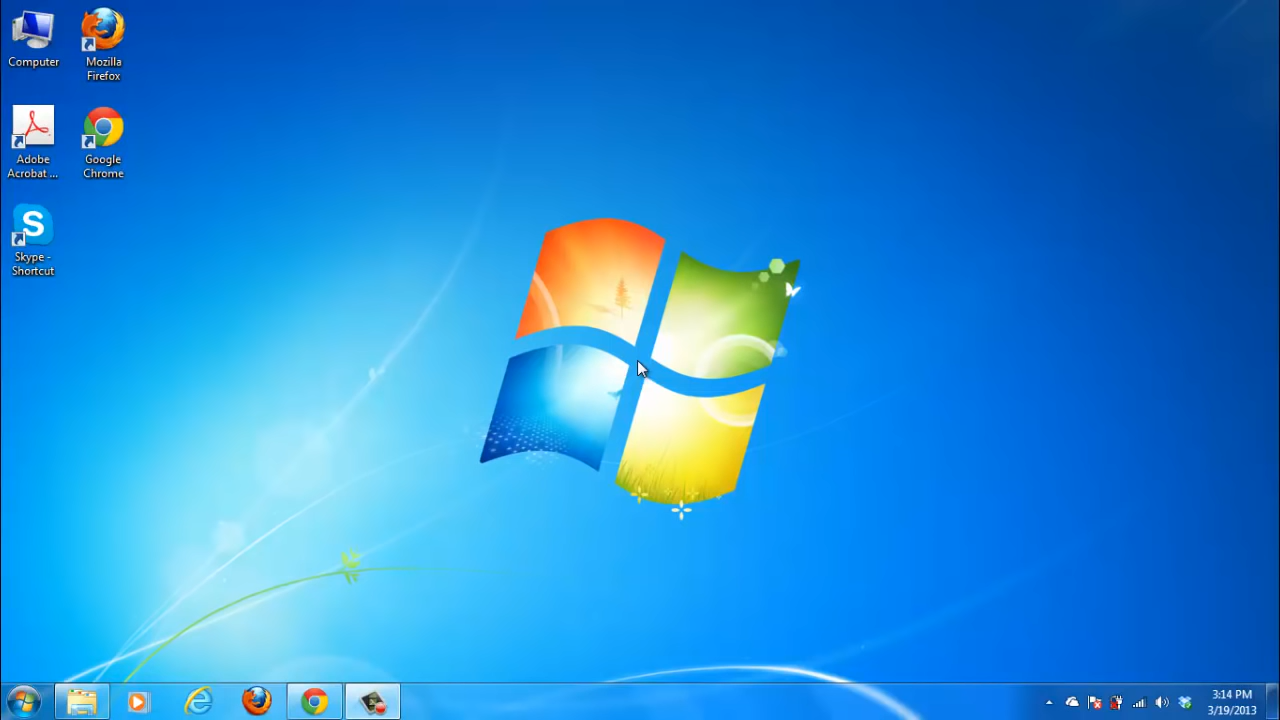 Computer
Mozilla
Firefox
Adobe
Acrobat ...
Google
Chrome
S
Skype -
Shortcut
3:14 PM
3/19/2013